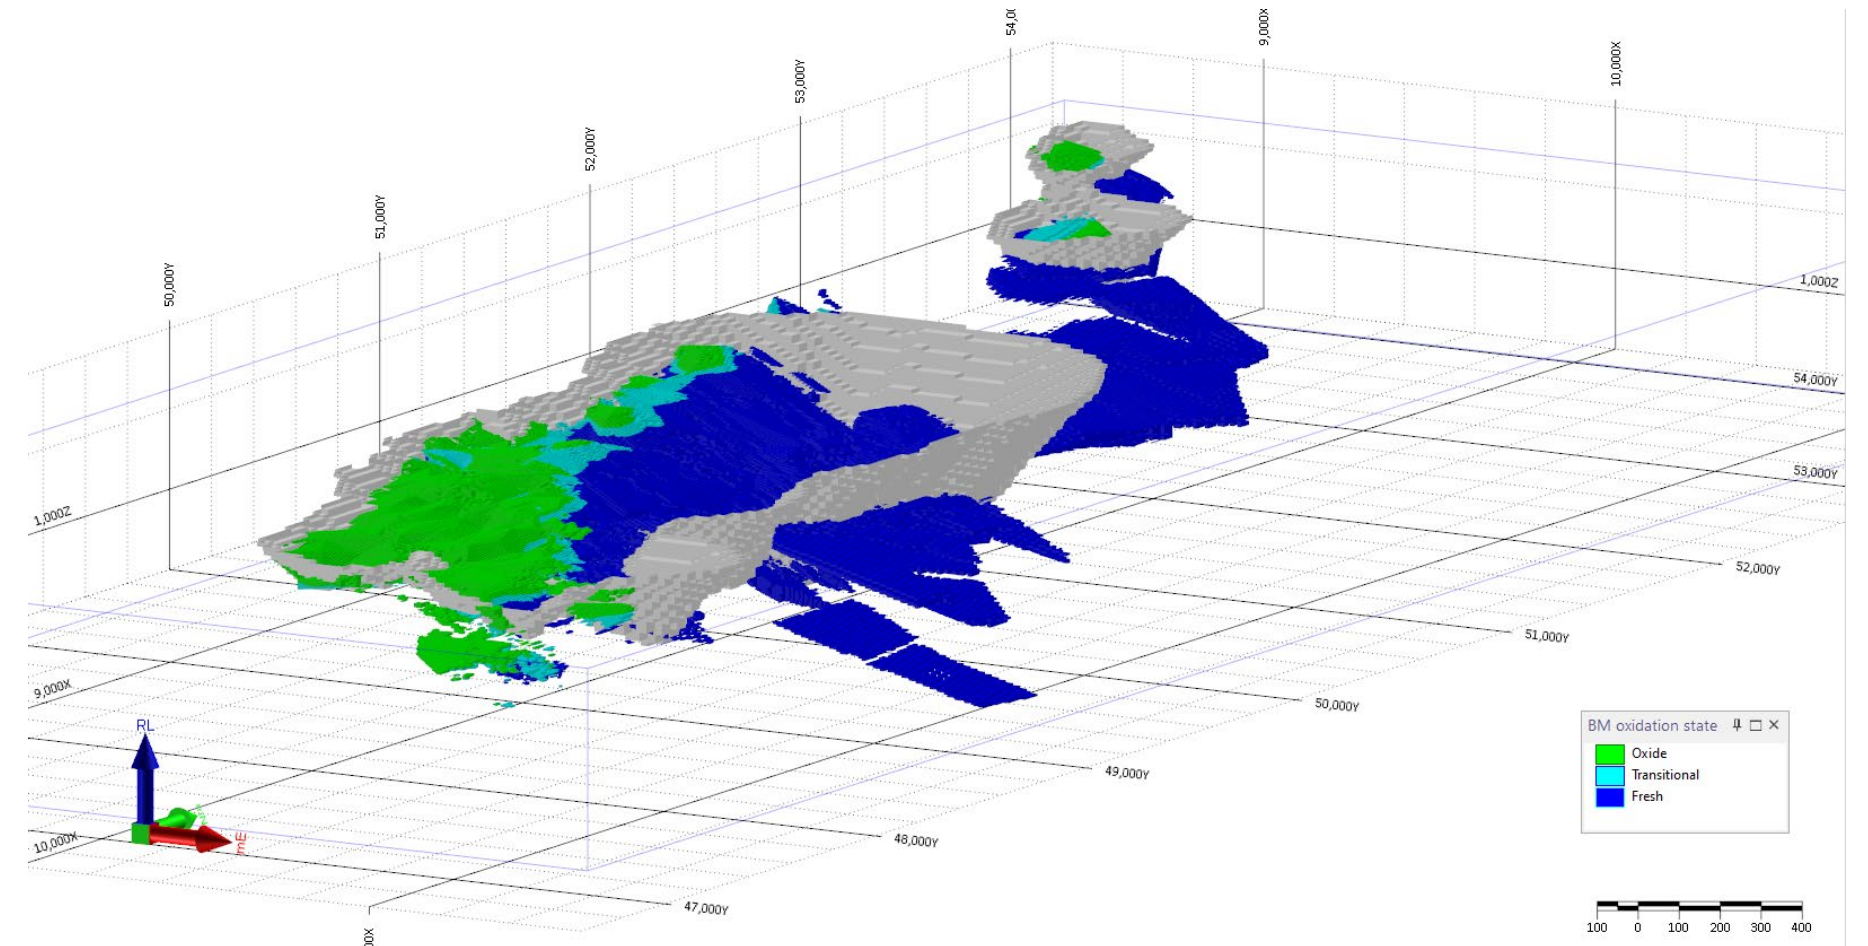 54,0(
9,000X
10,000X
53,000Y
52,000Y
51,000Y
50,000Y
1,000Z
54,000Y
53,000Y
1,000Z
52,000Y
51,000Y
9,000X
50,000Y
BM oxidation state
Oxide
Transitional
Fresh
RL
49,000Y
mE
10,000X
48,000Y
47,000Y
00X
100 0 100 200 300 400